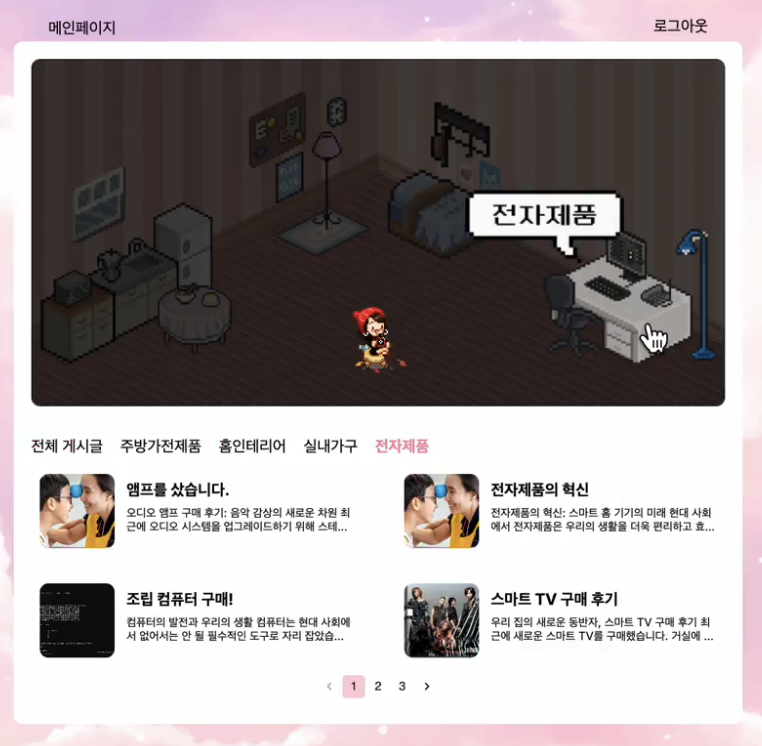 메인페이지
로그아웃
전자제품
전체 게시글 주방가전제품 홈인테리어 실내가구 전자제품
앰프를 샀습니다.
오디오 앰프 구매 후기: 음악 감상의 새로운 차원 최
근에 오디오 시스템을 업그레이드하기 위해 스테...
전자제품의 혁신
전자제품의 혁신: 스마트 홈 기기의 미래 현대 사회
에서 전자제품은 우리의 생활을 더욱 편리하고 효...
조립 컴퓨터 구매!
컴퓨터의 발전과 우리의 생활 컴퓨터는 현대 사회에
서 없어서는 안 될 필수적인 도구로 자리 잡았습...
스마트 TV 구매 후기
우리 집의 새로운 동반자, 스마트 TV 구매 후기 최
근에 새로운 스마트 TV를 구매했습니다. 거실에 ...
‹ 1 2 3 ›